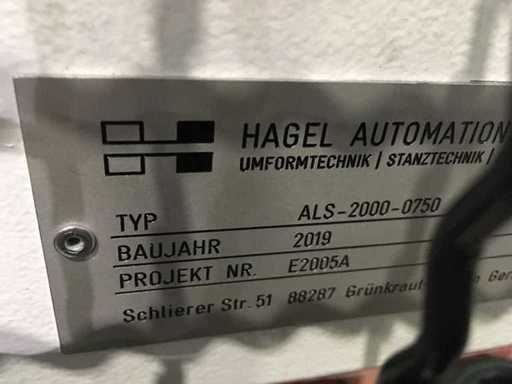 HAGEL AUTOMATION
UMFORMTECHNIK / STANZTECHNIK /
TYP ALS-2000-0750
BAUJAHR 2019
PROJEKT NR. E2005A
Schlierer Str. 51 88287 Grünkraut